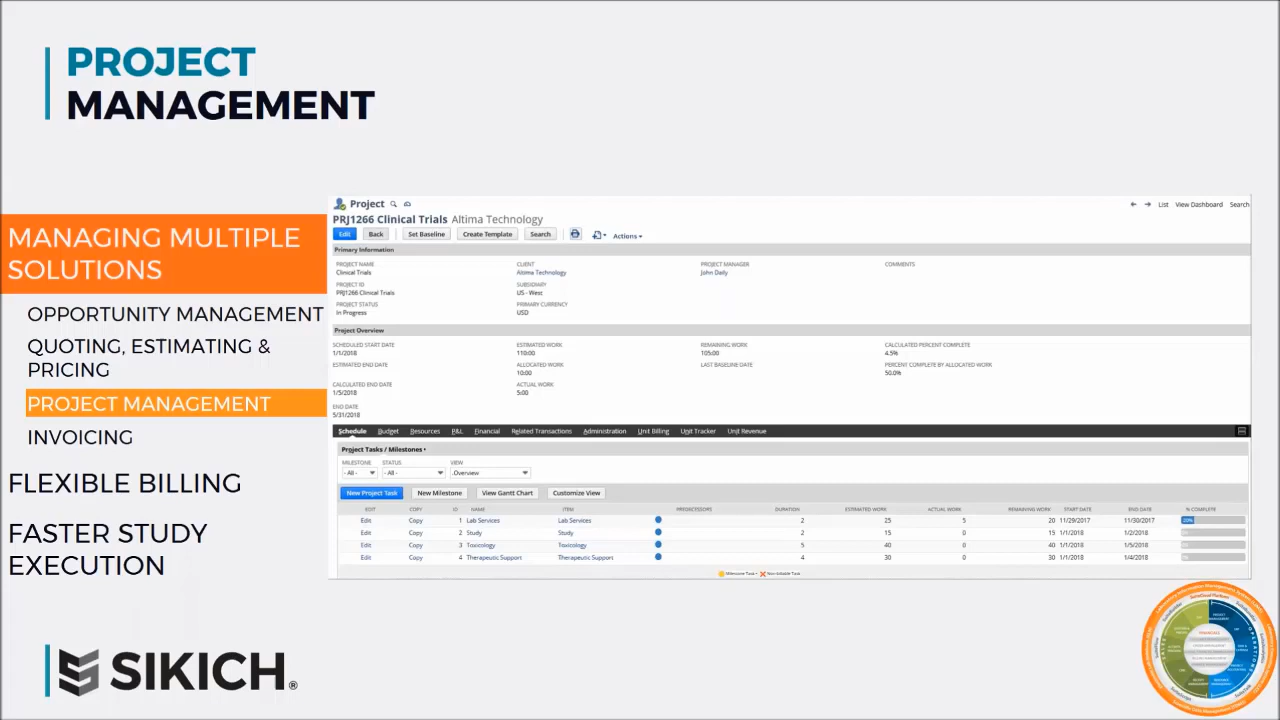 PROJECT
MANAGEMENT
MANAGING MULTIPLE
SOLUTIONS
OPPORTUNITY MANAGEMENT
QUOTING, ESTIMATING &
PRICING
PROJECT MANAGEMENT
INVOICING
FLEXIBLE BILLING
FASTER STUDY
EXECUTION
SIKICH®
Project
List View Dashboard Search
PRJ1266 Clinical Trials Altima Technology
Edit Back Set Baseline Create Template Search Actions
Primary Information
PROJECT NAME CLIENT PROJECT MANAGER COMMENTS
Clinical Trials Altima Technology John Daily
PROJECT ID SUBSIDIARY
PRJ1266 Clinical Trials US - West
PROJECT STATUS PRIMARY CURRENCY
In Progress USD
Project Overview
SCHEDULED START DATE ESTIMATED WORK REMAINING WORK CALCULATED PERCENT COMPLETE
1/1/2018 110:00 105:00 4.5%
ESTIMATED END DATE ALLOCATED WORK LAST BASELINE DATE PERCENT COMPLETE BY ALLOCATED WORK
10:00 50.0%
CALCULATED END DATE ACTUAL WORK
1/5/2018 5:00
END DATE
5/31/2018
Schedule Budget Resources P&L Financial Related Transactions Administration Unit Billing Unit Tracker Unit Revenue
Project Tasks / Milestones •
MILESTONE STATUS VIEW
- All - - All - Overview
New Project Task New Milestone View Gantt Chart Customize View
EDIT COPY ID NAME ITEM PREDECESSORS DURATION ESTIMATED WORK ACTUAL WORK REMAINING WORK START DATE END DATE % COMPLETE
Edit Copy 1 Lab Services Lab Services 2 25 5 20 11/29/2017 11/30/2017 20%
Edit Copy 2 Study Study 2 15 0 15 1/1/2018 1/2/2018
Edit Copy 3 Toxicology Toxicology 5 40 0 40 1/1/2018 1/5/2018
Edit Copy 4 Therapeutic Support Therapeutic Support 4 30 0 30 1/1/2018 1/4/2018
Milestone Task Non-billable Task
SuiteCloud Platform
PROJECT MANAGEMENT
FINANCIALS
OPERATIONS